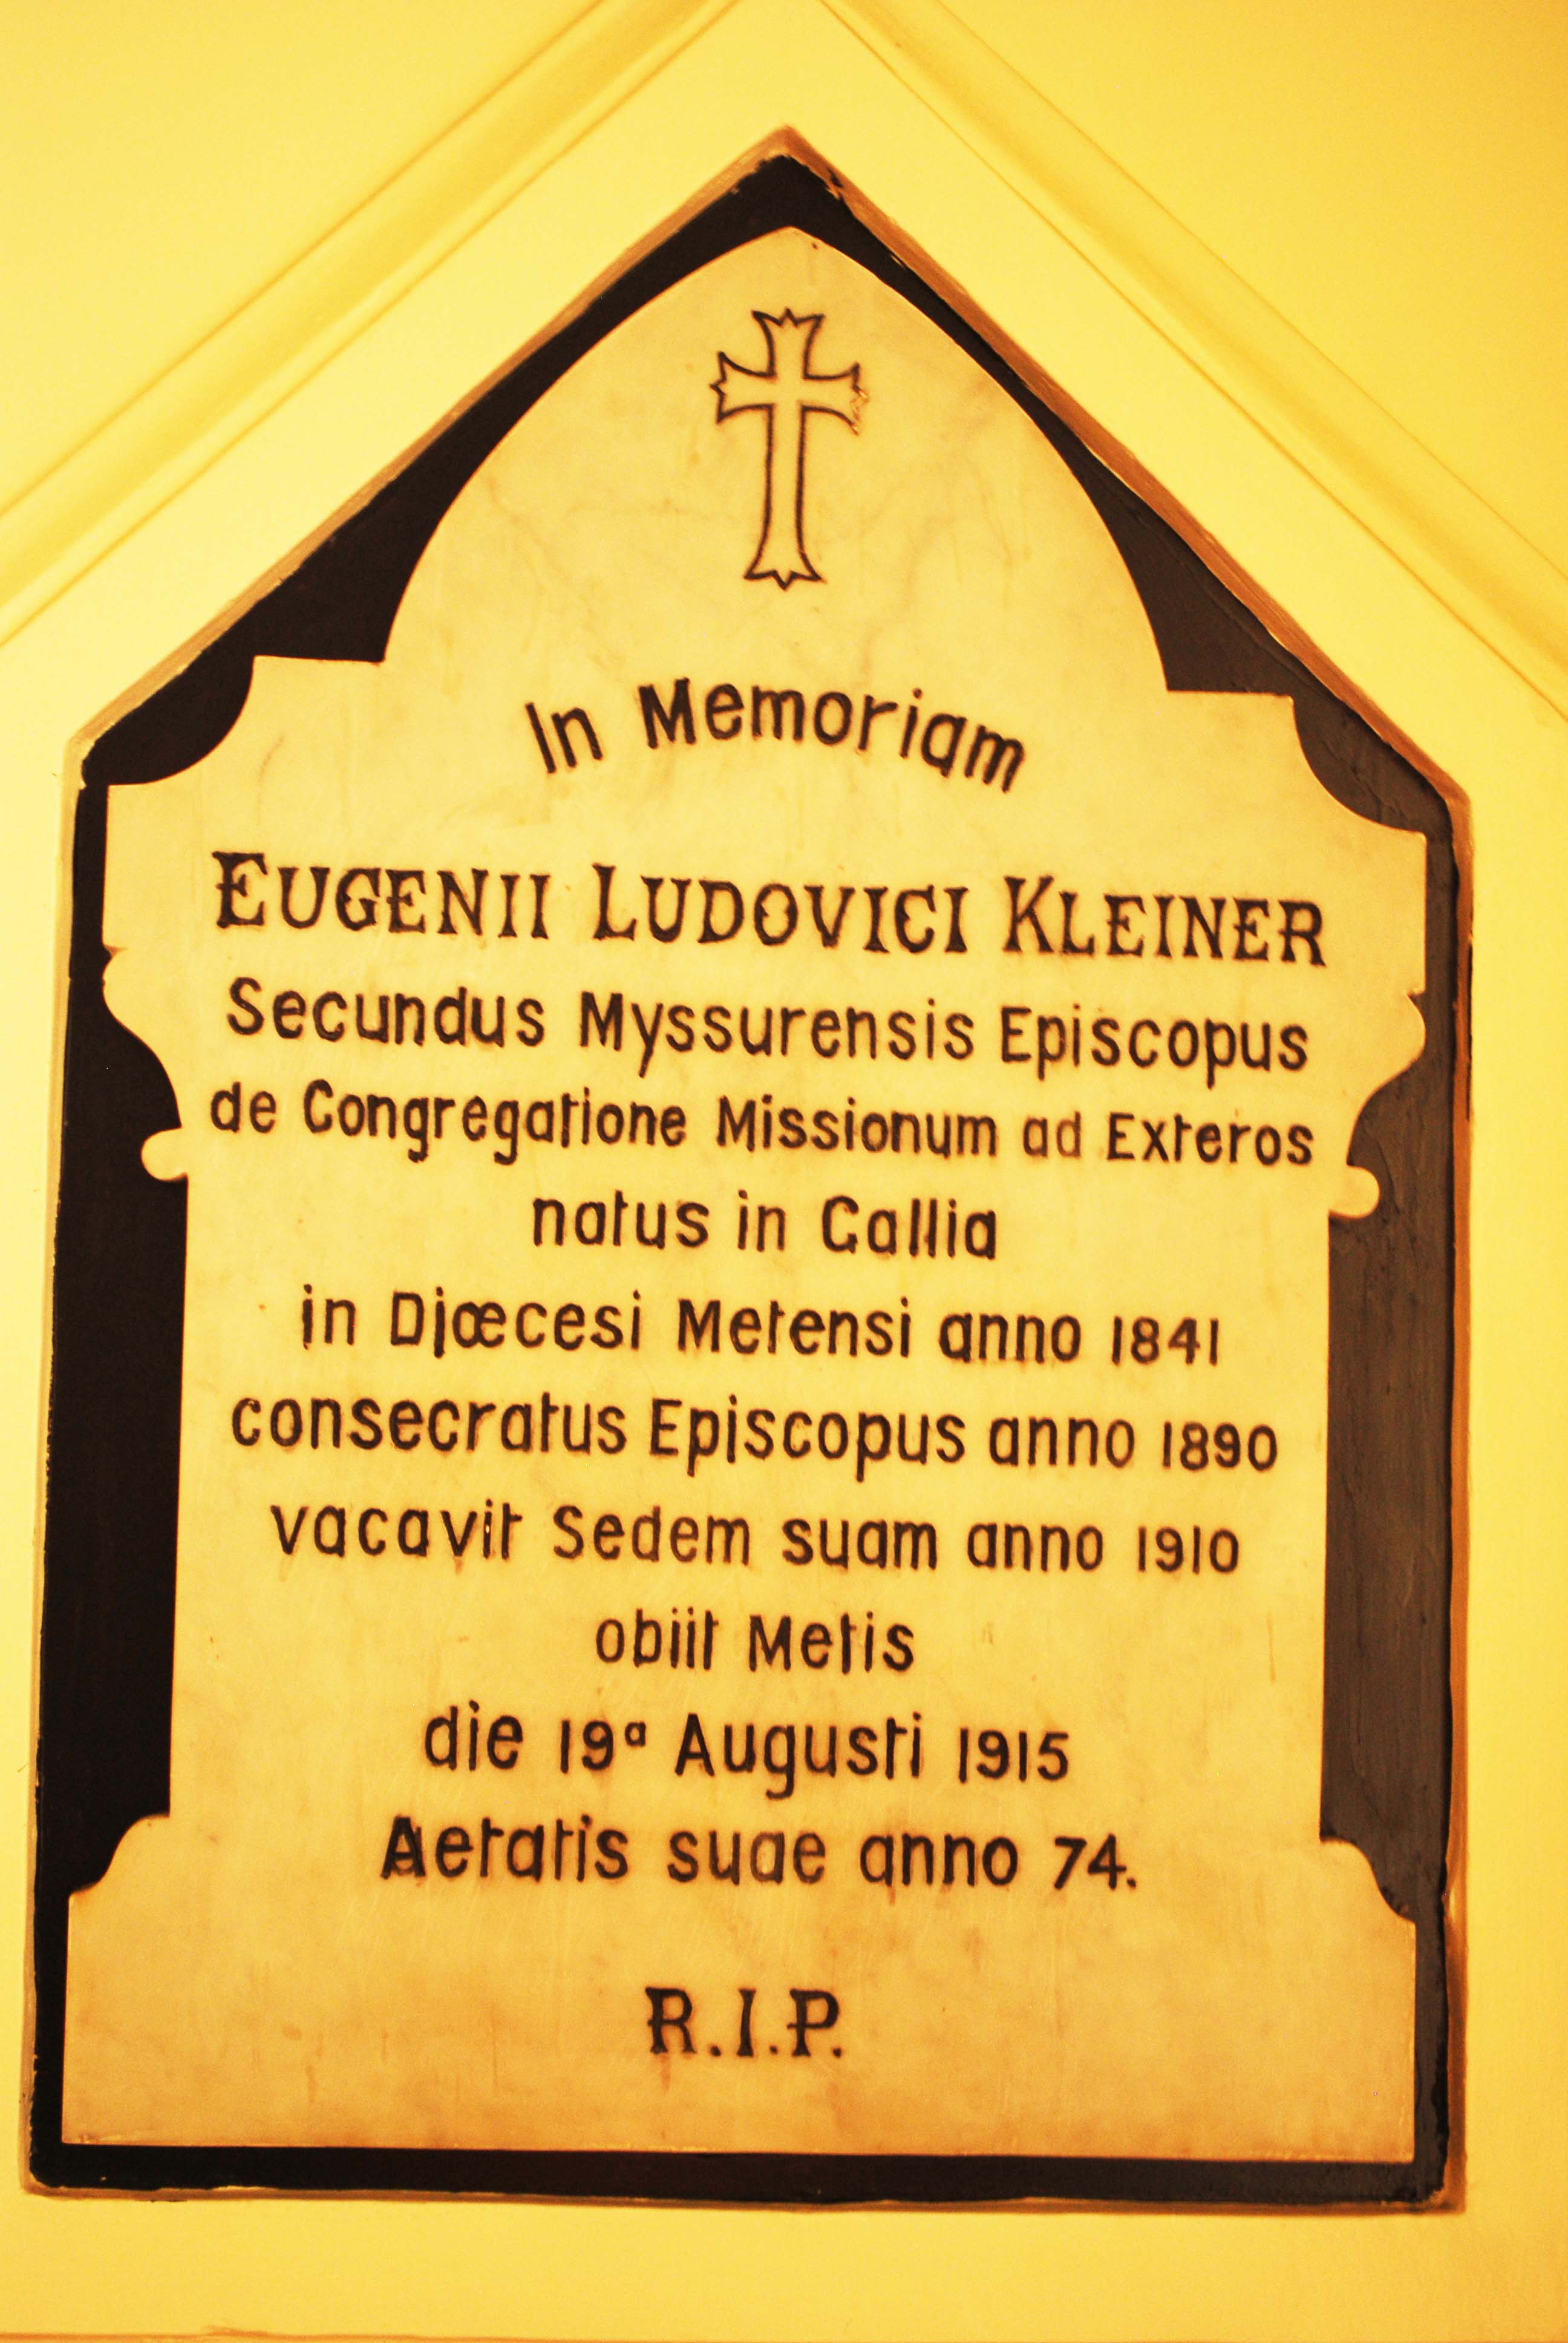 In Memoriam
EUGENII LUDOVICI KLEINER
Secundus Myssurensis Episcopus
de Congregatione Missionum ad Exteros
natus in Gallia
in Djœcesi Metensi anno 1841
consecratus Episcopus anno 1890
vacavit Sedem suam anno 1910
obiit Metis
die 19ª Augusti 1915
Aetatis suae anno 74.
R.I.P.